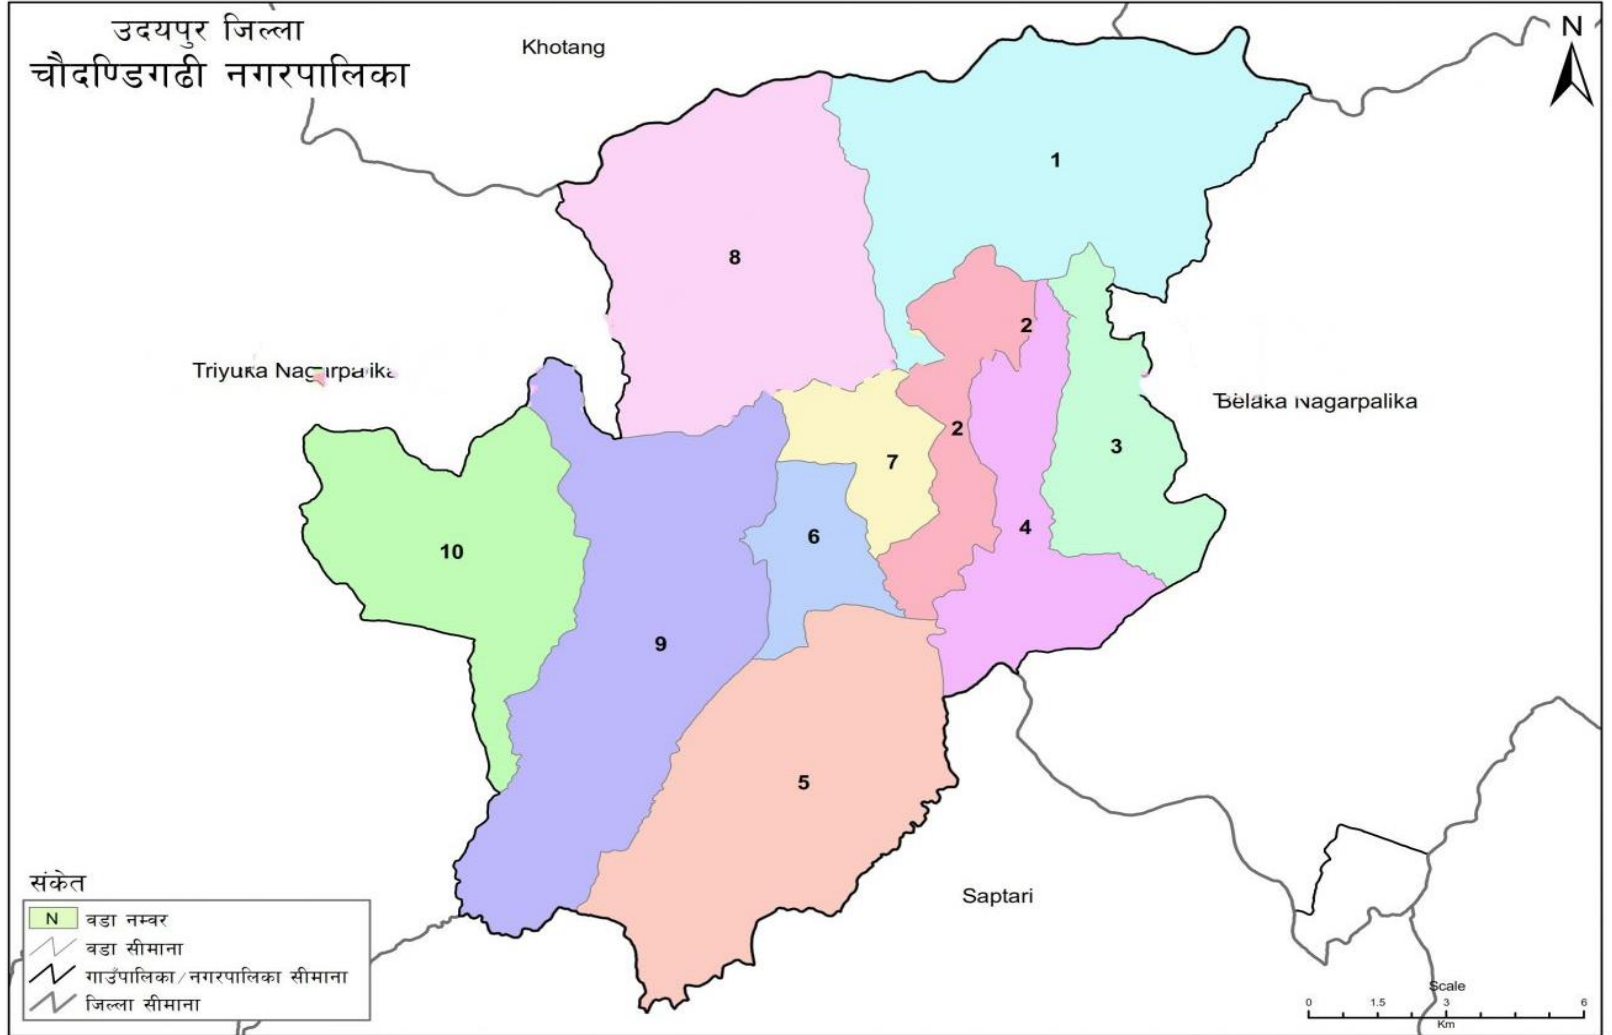 उदयपुर जिल्ला
चौदण्डिगढी नगरपालिका
Khotang
N
1
8
2
Triyuka Nagarpalika
Belaka Nagarpalika
2
3
7
4
6
10
9
5
Saptari
संकेत
N वडा नम्वर
वडा सीमाना
गाउँपालिका/नगरपालिका सीमाना
जिल्ला सीमाना
Scale
0 1.5 3 6
Km